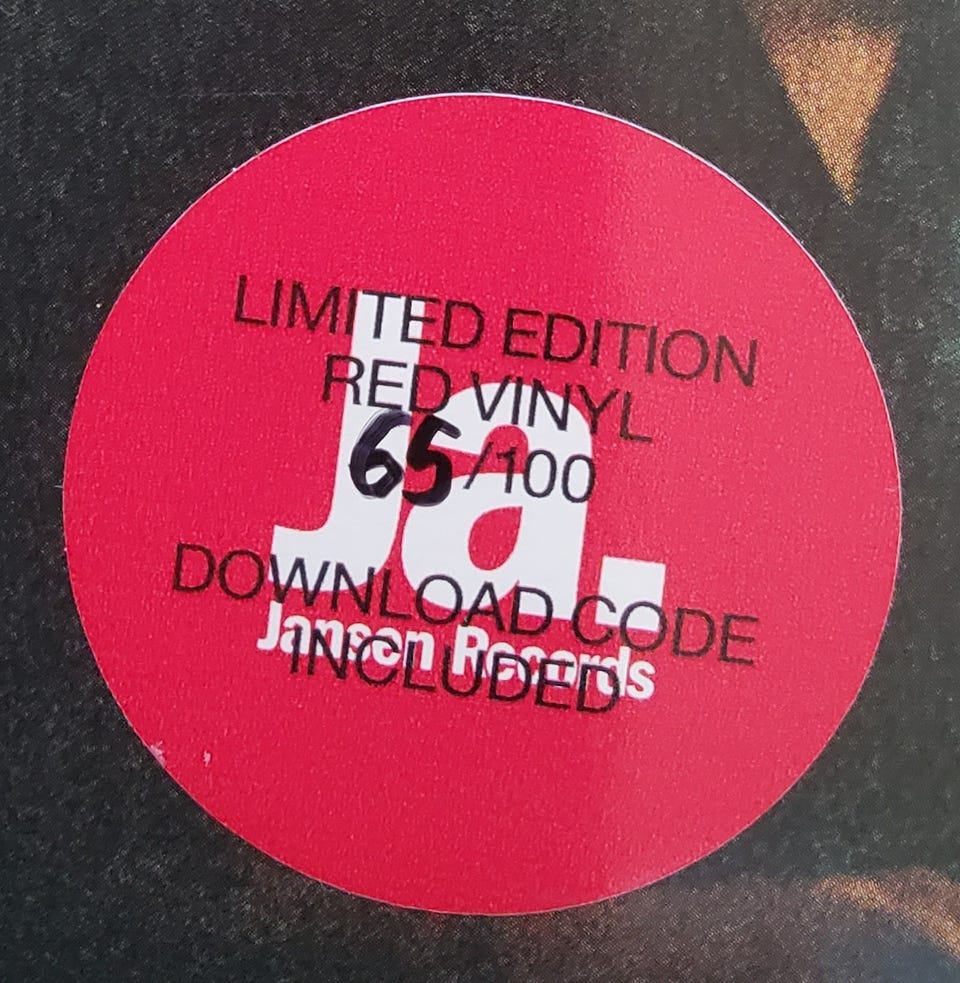 LIMITED EDITION
RED VINYL
65/100
ja.
DOWNLOAD CODE
Jansen Records
INCLUDED